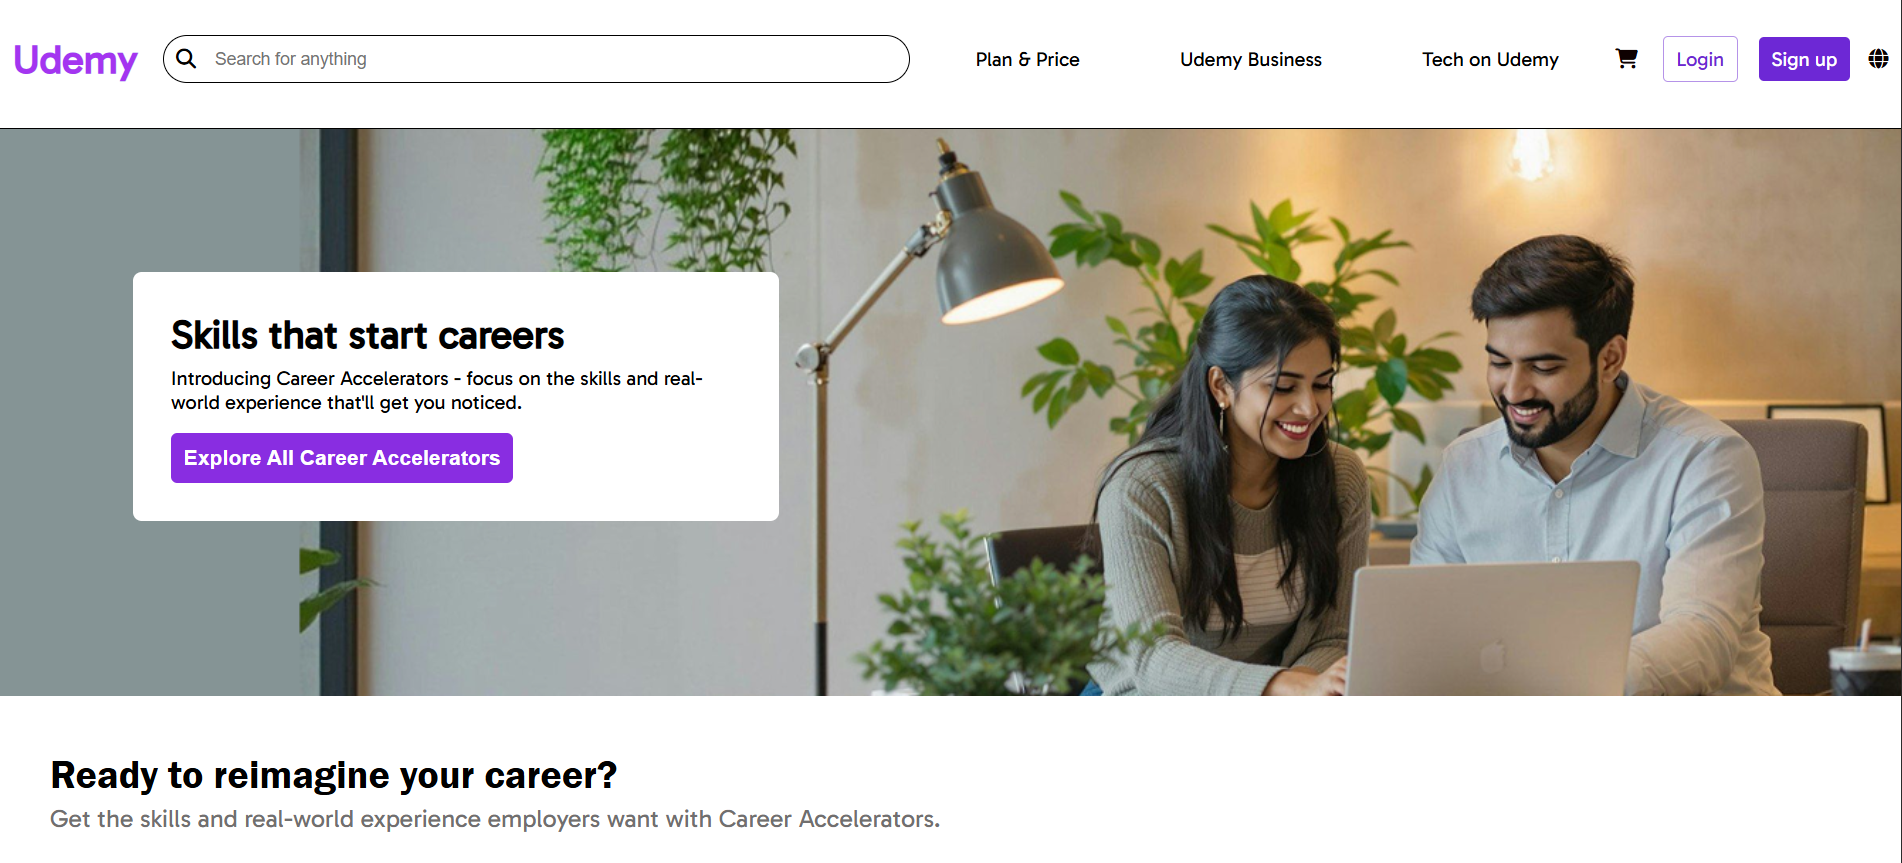 Udemy
Search for anything
Plan & Price
Udemy Business
Tech on Udemy
Login
Sign up
Skills that start careers
Introducing Career Accelerators - focus on the skills and real-
world experience that'll get you noticed.
Explore All Career Accelerators
Ready to reimagine your career?
Get the skills and real-world experience employers want with Career Accelerators.